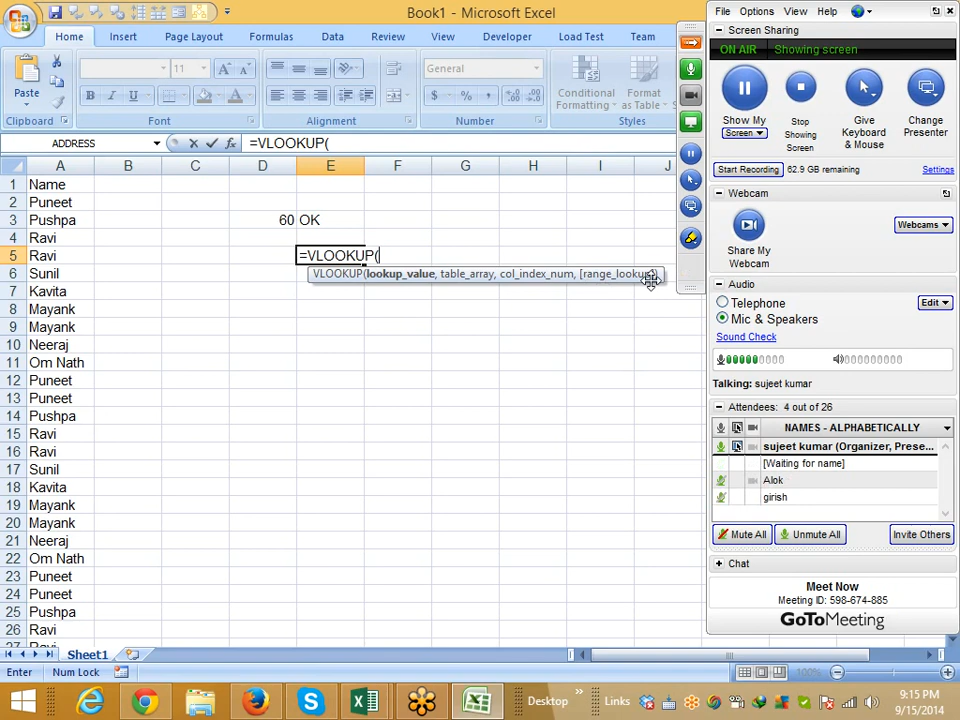 Book1 - Microsoft Excel
Home Insert Page Layout Formulas Data Review View Developer Load Test Team
Paste
11
General
Conditional Formatting
Format as Table
Clipboard Font Alignment Number Styles
ADDRESS
=VLOOKUP(
A B C D E F G H I J
1 Name
2 Puneet
3 Pushpa 60 OK
4 Ravi
5 Ravi =VLOOKUP(
VLOOKUP(lookup_value, table_array, col_index_num, [range_lookup])
6 Sunil
7 Kavita
8 Mayank
9 Mayank
10 Neeraj
11 Om Nath
12 Puneet
13 Puneet
14 Pushpa
15 Ravi
16 Ravi
17 Sunil
18 Kavita
19 Mayank
20 Mayank
21 Neeraj
22 Om Nath
23 Puneet
24 Puneet
25 Pushpa
26 Ravi
27 Ravi
Sheet1
Enter Num Lock 100%
File Options View Help
Screen Sharing
ON AIR Showing screen
Show My
Screen
Stop Showing Screen
Give Keyboard & Mouse
Change Presenter
Start Recording 62.9 GB remaining Settings
Webcam
Share My Webcam
Webcams
Audio
Telephone
Mic & Speakers
Edit
Sound Check
Talking: sujeet kumar
Attendees: 4 out of 26
NAMES - ALPHABETICALLY
sujeet kumar (Organizer, Prese...
[Waiting for name]
Alok
girish
Mute All Unmute All Invite Others
Chat
Meet Now
Meeting ID: 598-674-885
GoToMeeting
Desktop Links
9:15 PM
9/15/2014